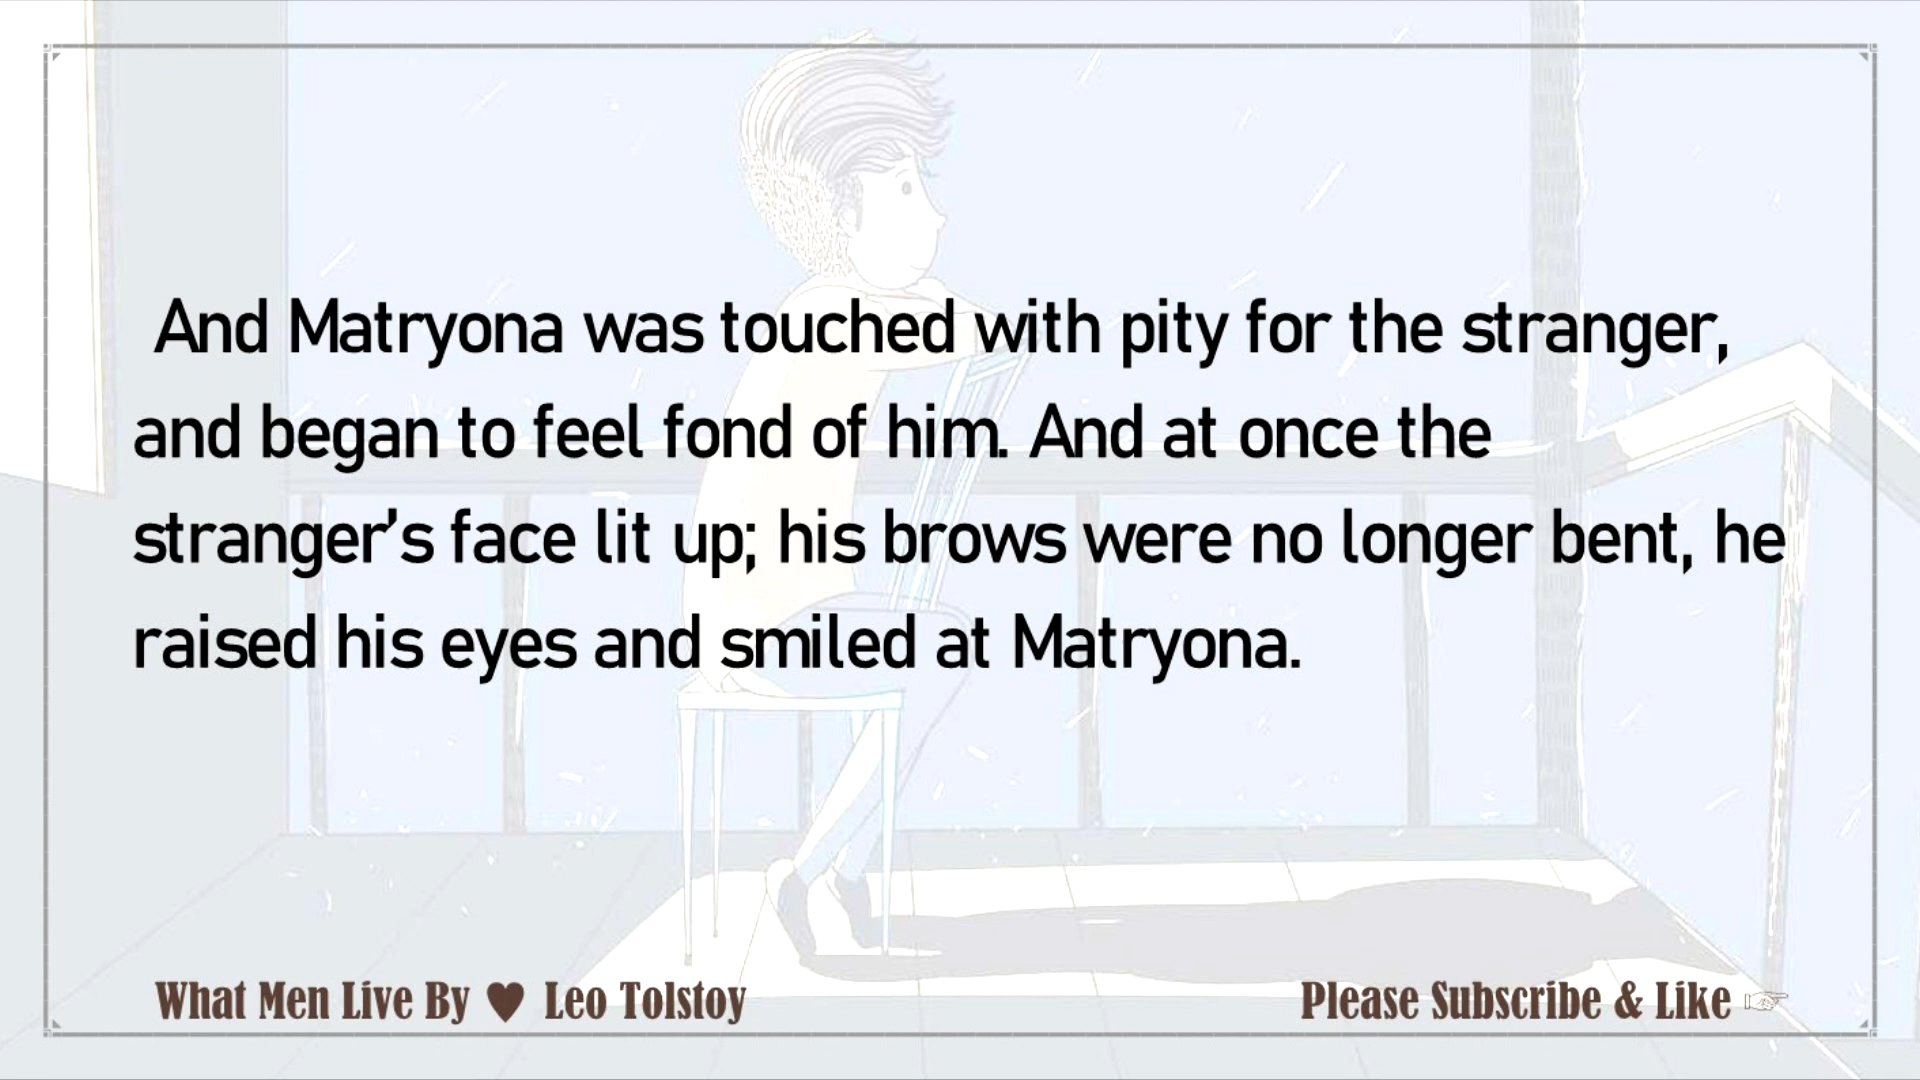 And Matryona was touched with pity for the stranger,
and began to feel fond of him. And at once the
stranger’s face lit up; his brows were no longer bent, he
raised his eyes and smiled at Matryona.
What Men Live By ♥ Leo Tolstoy
Please Subscribe & Like ☞